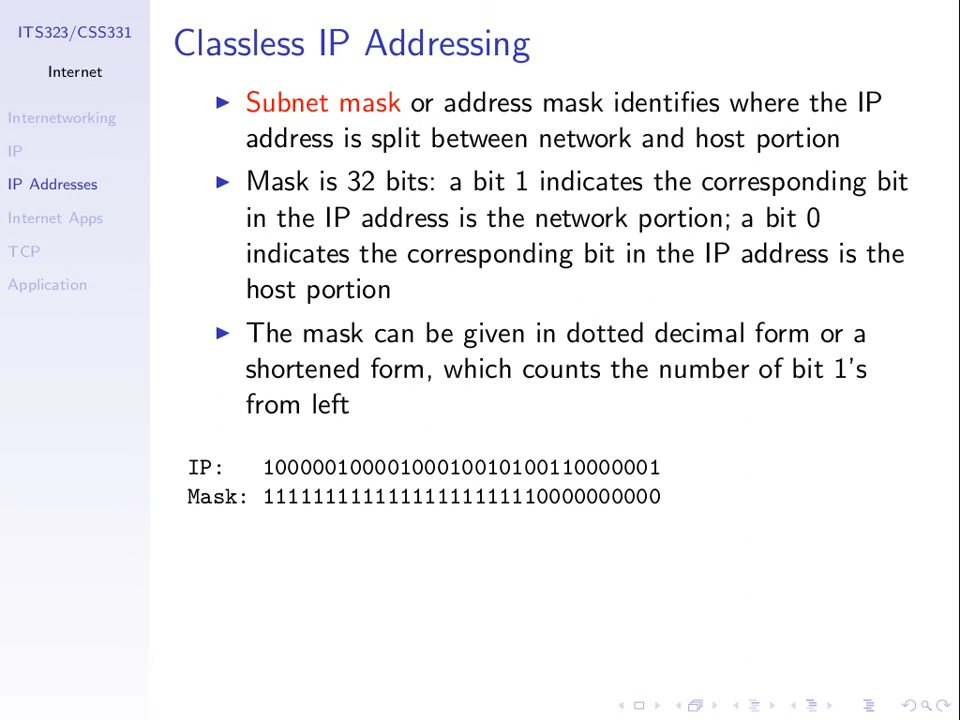 ITS323/CSS331
Internet
Internetworking
IP
IP Addresses
Internet Apps
TCP
Application
Classless IP Addressing
Subnet mask or address mask identifies where the IP
address is split between network and host portion
Mask is 32 bits: a bit 1 indicates the corresponding bit
in the IP address is the network portion; a bit 0
indicates the corresponding bit in the IP address is the
host portion
The mask can be given in dotted decimal form or a
shortened form, which counts the number of bit 1's
from left
IP: 10000010000100010010100110000001
Mask: 11111111111111111111110000000000